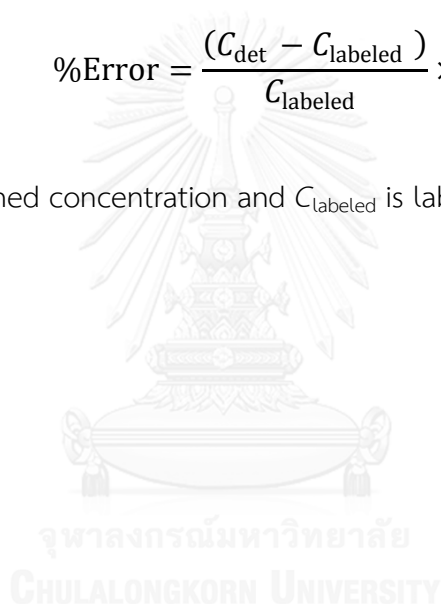 %Error = (C_det − C_labeled ) / C_labeled ×
ned concentration and C_labeled is lab
จุฬาลงกรณ์มหาวิทยาลัย
CHULALONGKORN UNIVERSITY